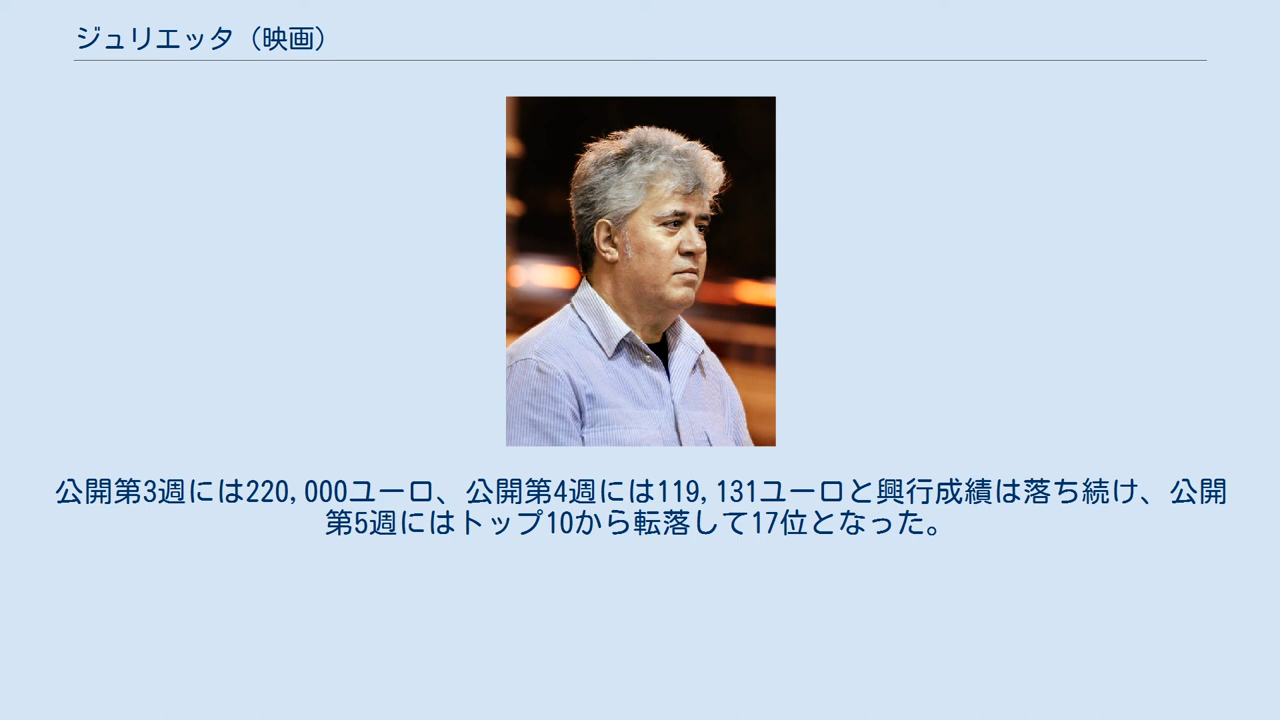 ジュリエッタ（映画）
公開第3週には220,000ユーロ、公開第4週には119,131ユーロと興行成績は落ち続け、公開
第5週にはトップ10から転落して17位となった。